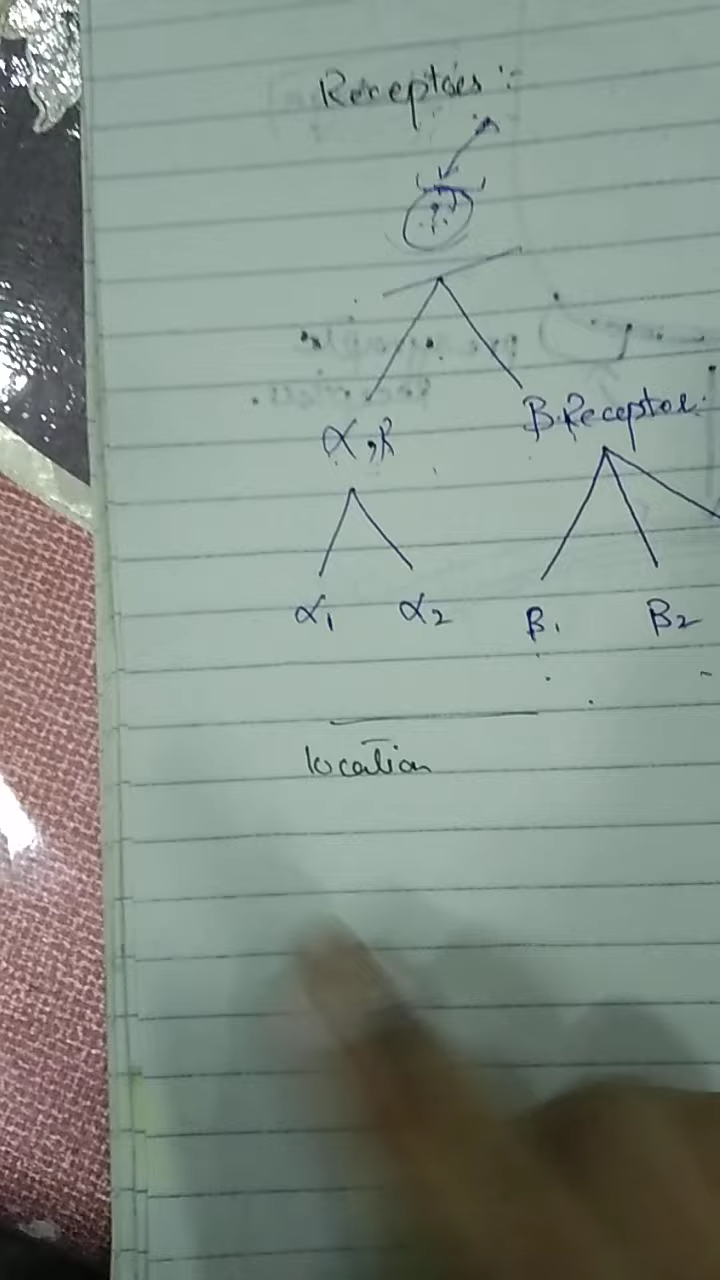 Receptors :-
α, R
B. Receptor.
α1 α2 β1 β2
location